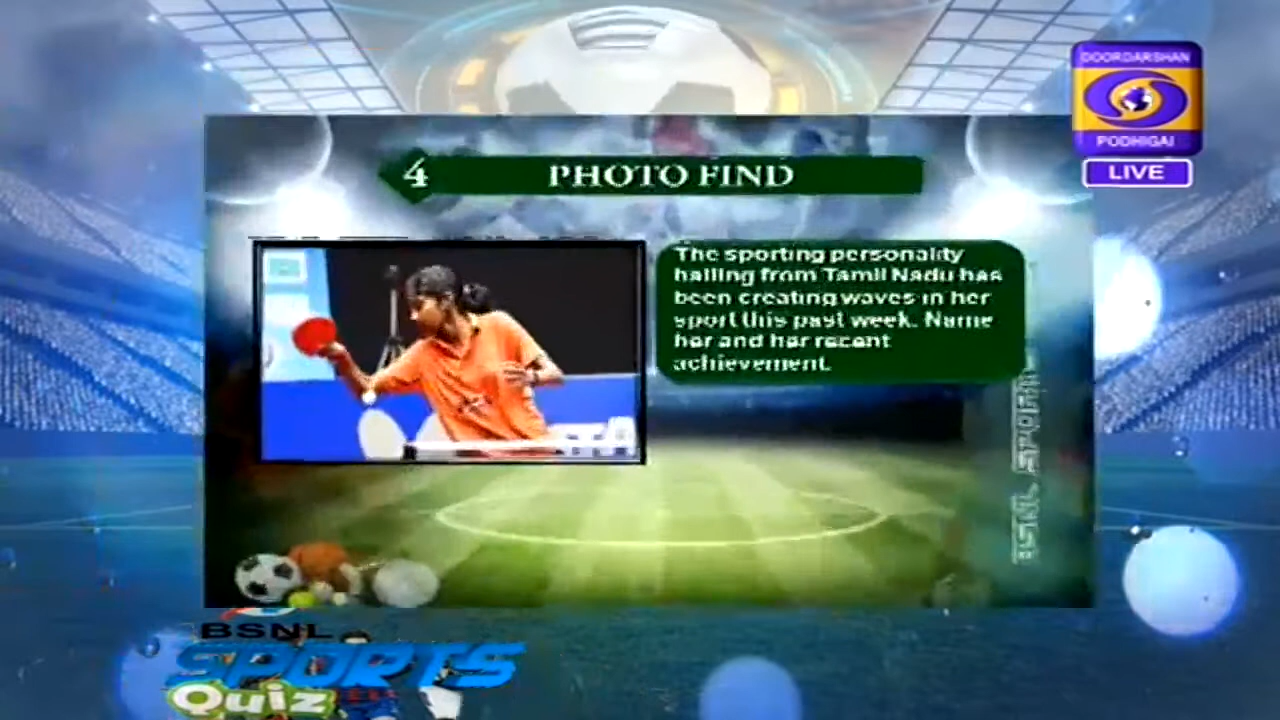 DOORDARSHAN
PODHIGAI
LIVE
4 PHOTO FIND
The sporting personality
hailing from Tamil Nadu has
been creating waves in her
sport this past week. Name
her and her recent
achievement.
BSNL SPORTS
BSNL
SPORTS
Quiz